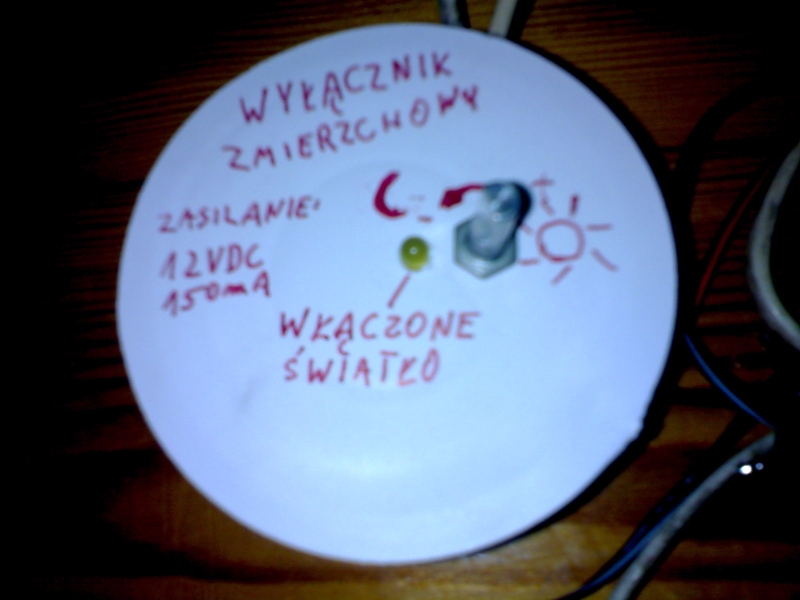 WYŁĄCZNIK
ZMIERZCHOWY
ZASILANIE:
12VDC
150mA
WŁĄCZONE
ŚWIATŁO